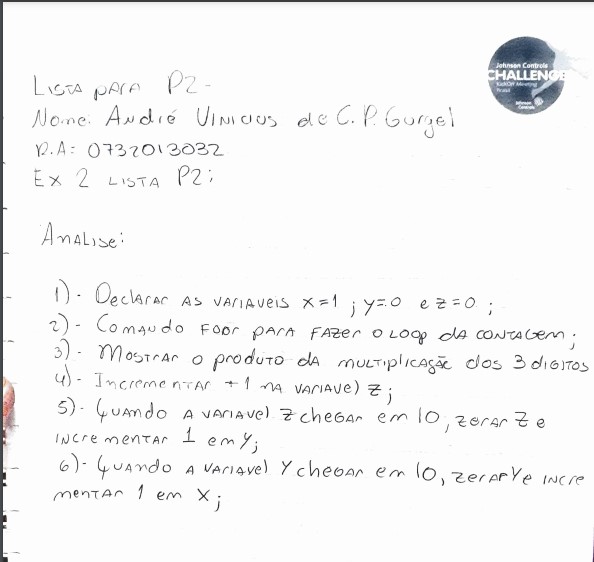 Johnson Controls
CHALLENGE
KickOff Meeting
Brasil
Johnson
Controls
LISTA PARA P2-
Nome: André Vinicius de C. P. Gurgel
R.A: 0732013032
Ex 2 LISTA P2;
Analise:
1)- Declarar as variaveis x=1 ; y=0 e z=0 ;
2)- Comando foor para fazer o loop da contagem;
3)- Mostrar o produto da multiplicação dos 3 digitos
4)- Incrementar +1 na variavel z;
5)- Quando a variavel z chegar em 10, zerar z e
incrementar 1 em y;
6)- Quando a variavel y chegar em 10, zerar y e incre
mentar 1 em x;